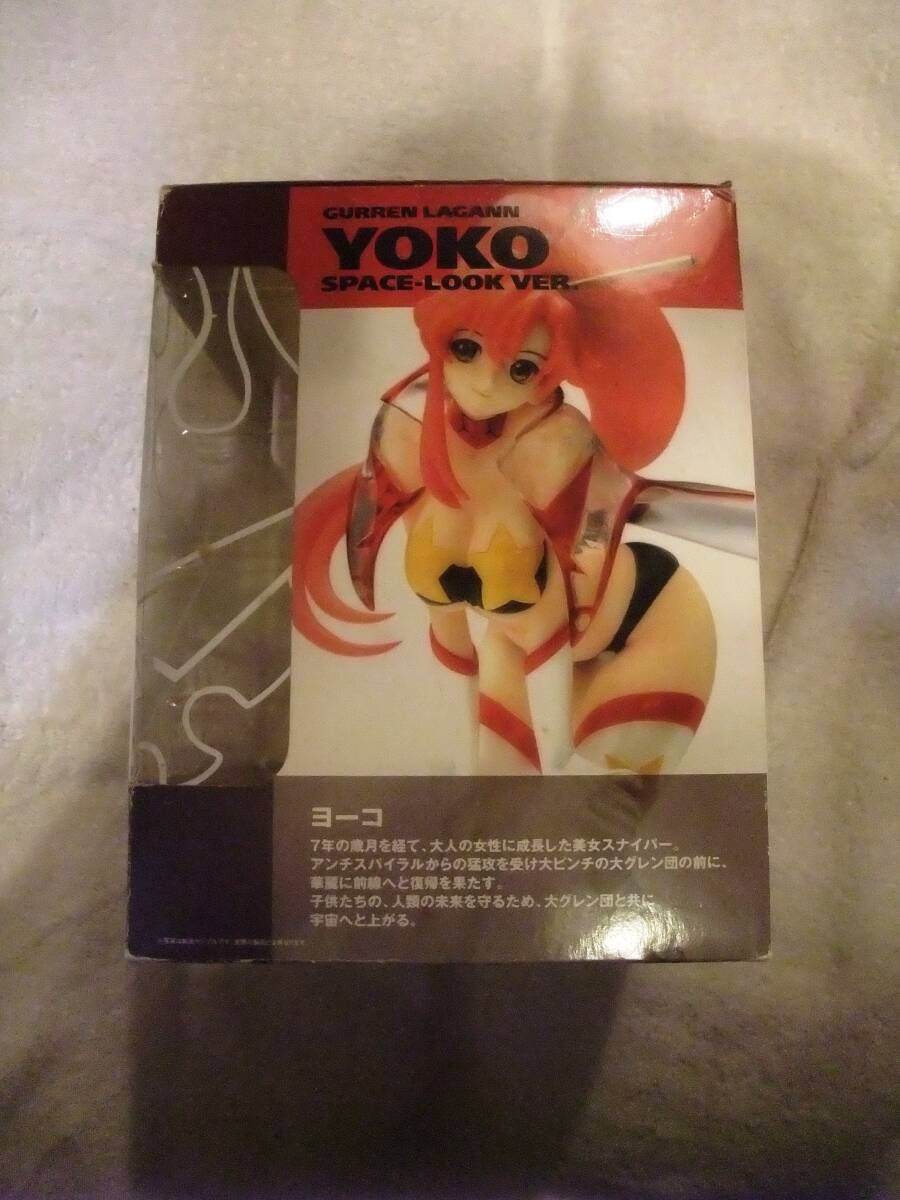 GURREN LAGANN
YOKO
SPACE-LOOK VER.
ヨーコ
7年の歳月を経て、大人の女性に成長した美女スナイパー。
アンチスパイラルからの猛攻を受け大ピンチの大グレン団の前に、
華麗に前線へと復帰を果たす。
子供たちの、人類の未来を守るため、大グレン団と共に
宇宙へと上がる。